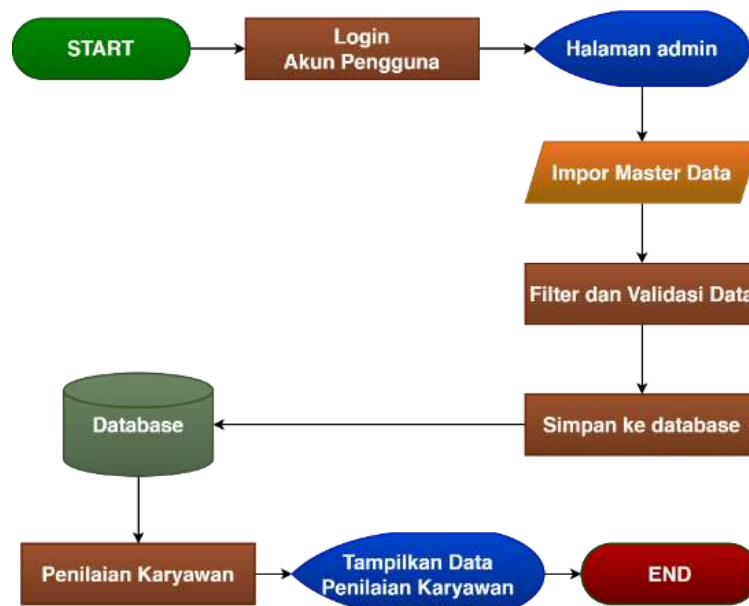 START
Login
Akun Pengguna
Halaman admin
Impor Master Data
Filter dan Validasi Data
Simpan ke database
Database
Penilaian Karyawan
Tampilkan Data
Penilaian Karyawan
END